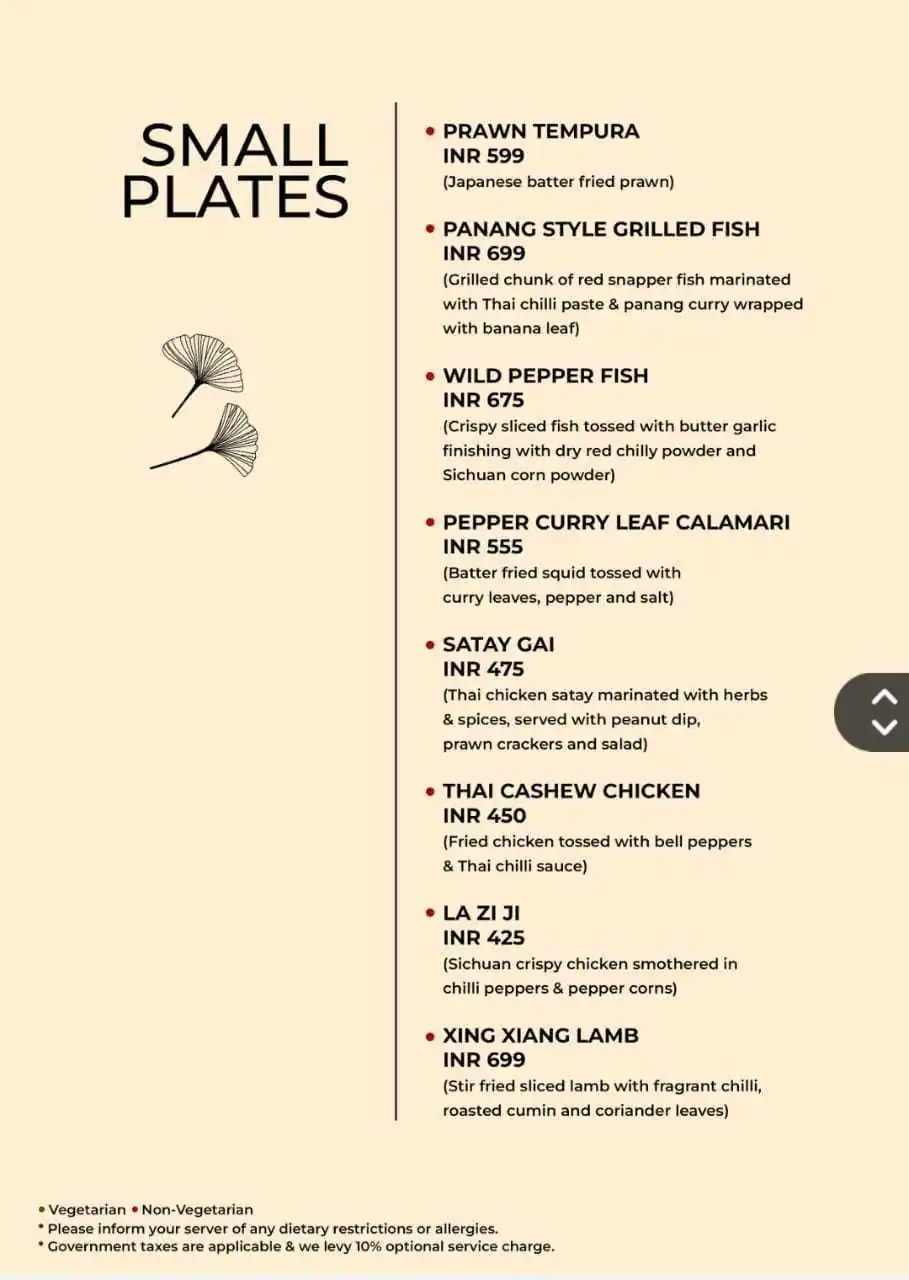 SMALL
PLATES
• PRAWN TEMPURA
INR 599
(Japanese batter fried prawn)
• PANANG STYLE GRILLED FISH
INR 699
(Grilled chunk of red snapper fish marinated
with Thai chilli paste & panang curry wrapped
with banana leaf)
• WILD PEPPER FISH
INR 675
(Crispy sliced fish tossed with butter garlic
finishing with dry red chilly powder and
Sichuan corn powder)
• PEPPER CURRY LEAF CALAMARI
INR 555
(Batter fried squid tossed with
curry leaves, pepper and salt)
• SATAY GAI
INR 475
(Thai chicken satay marinated with herbs
& spices, served with peanut dip,
prawn crackers and salad)
• THAI CASHEW CHICKEN
INR 450
(Fried chicken tossed with bell peppers
& Thai chilli sauce)
• LA ZI JI
INR 425
(Sichuan crispy chicken smothered in
chilli peppers & pepper corns)
• XING XIANG LAMB
INR 699
(Stir fried sliced lamb with fragrant chilli,
roasted cumin and coriander leaves)
• Vegetarian • Non-Vegetarian
* Please inform your server of any dietary restrictions or allergies.
* Government taxes are applicable & we levy 10% optional service charge.